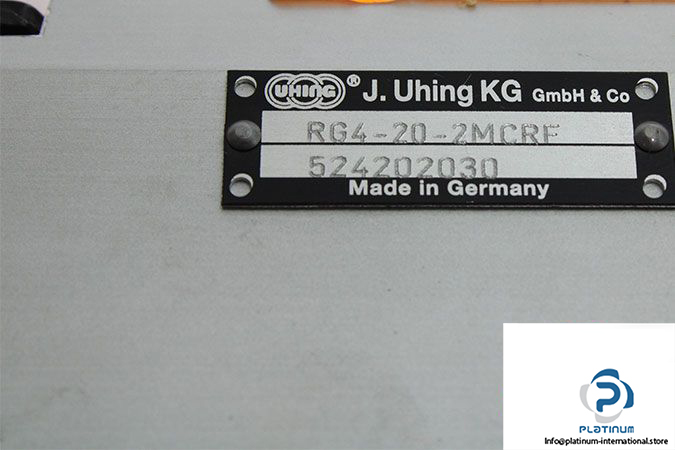 UHING ® J. Uhing KG GmbH & Co
RG4-20-2MCRF
524202030
Made in Germany
PLATINUM
Info@platinum-international.store